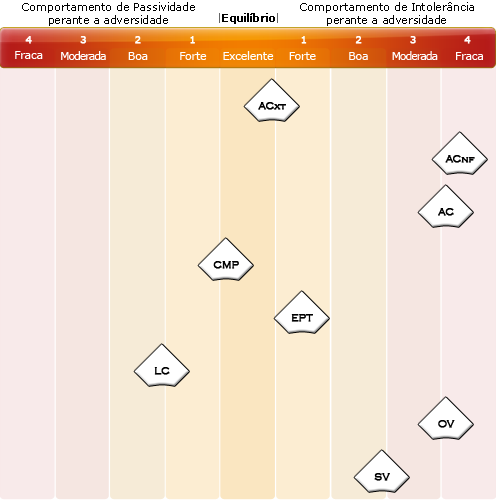 Comportamento de Passividade
perante a adversidade
|Equilíbrio|
Comportamento de Intolerância
perante a adversidade
4 3 2 1 1 2 3 4
Fraca Moderada Boa Forte Excelente Forte Boa Moderada Fraca
ACXT
ACNF
AC
CMP
EPT
LC
OV
SV